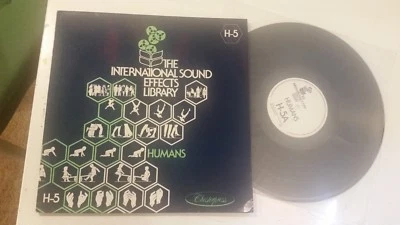 H-5
THE
INTERNATIONAL SOUND
EFFECTS
LIBRARY
HUMANS
H-5
HUMANS
H-5A